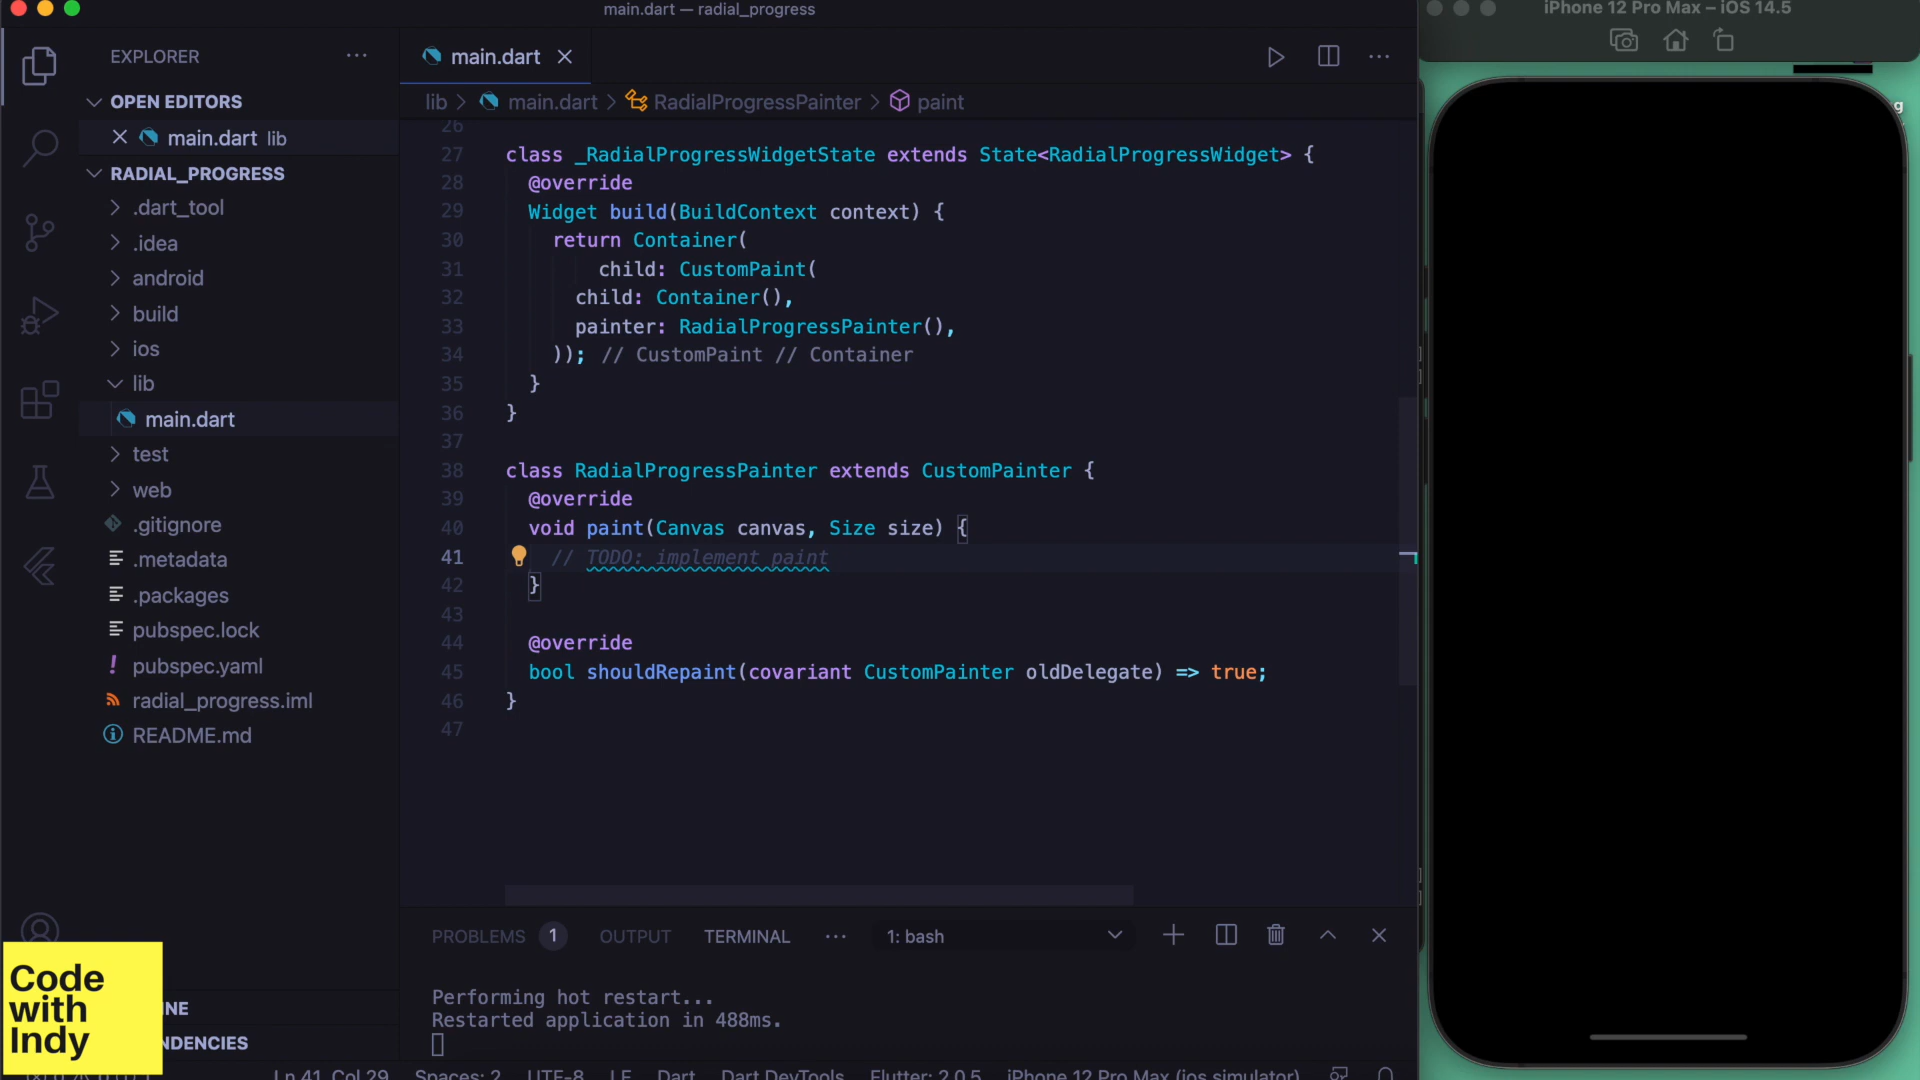 main.dart — radial_progress
iPhone 12 Pro Max – iOS 14.5
EXPLORER
main.dart
OPEN EDITORS
main.dart lib
RADIAL_PROGRESS
.dart_tool
.idea
android
build
ios
lib
main.dart
test
web
.gitignore
.metadata
.packages
pubspec.lock
pubspec.yaml
radial_progress.iml
README.md
lib > main.dart > RadialProgressPainter > paint
26
27 class _RadialProgressWidgetState extends State<RadialProgressWidget> {
28 @override
29 Widget build(BuildContext context) {
30 return Container(
31 child: CustomPaint(
32 child: Container(),
33 painter: RadialProgressPainter(),
34 )); // CustomPaint // Container
35 }
36 }
37
38 class RadialProgressPainter extends CustomPainter {
39 @override
40 void paint(Canvas canvas, Size size) {
41 // TODO: implement paint
42 }
43
44 @override
45 bool shouldRepaint(covariant CustomPainter oldDelegate) => true;
46 }
47
PROBLEMS 1 OUTPUT TERMINAL 1: bash
Performing hot restart...
Restarted application in 488ms.
Code
with
Indy
INE
NDENCIES
Ln 41, Col 29 Spaces: 2 UTF-8 LF Dart Dart DevTools Flutter: 2.0.5 iPhone 12 Pro Max (ios simulator)
g